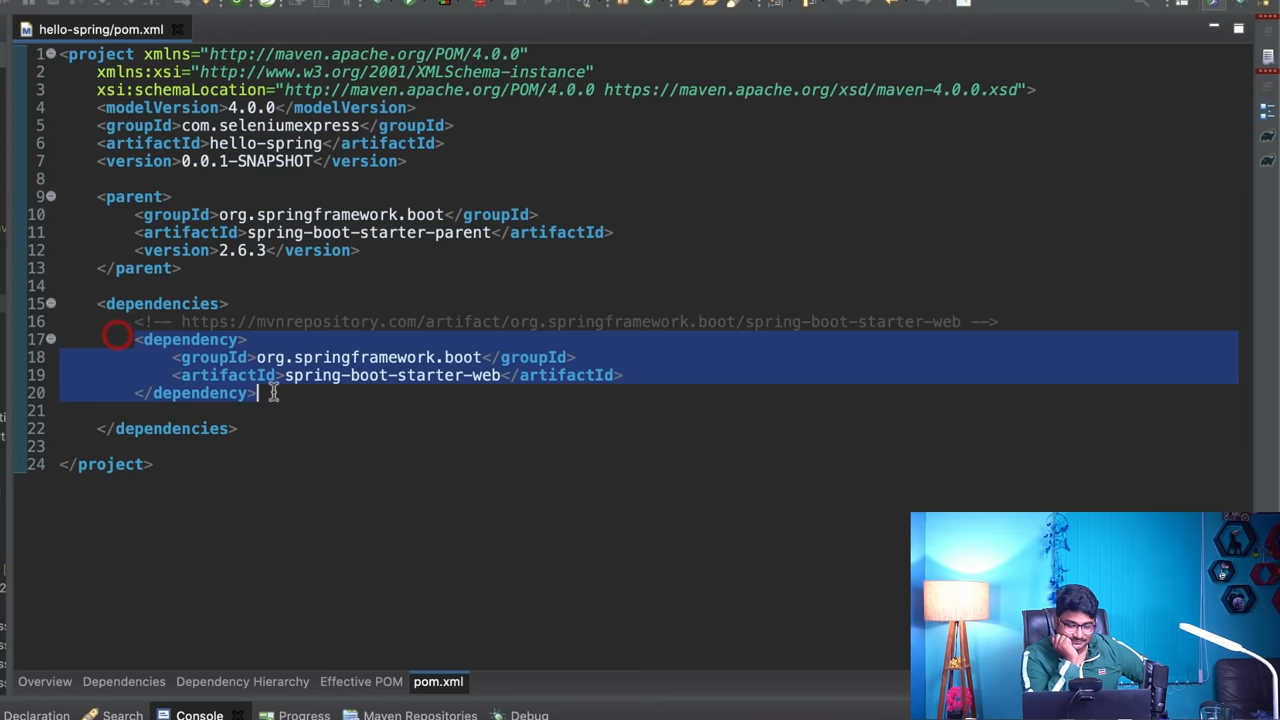 hello-spring/pom.xml
1 <project xmlns="http://maven.apache.org/POM/4.0.0"
2 xmlns:xsi="http://www.w3.org/2001/XMLSchema-instance"
3 xsi:schemaLocation="http://maven.apache.org/POM/4.0.0 https://maven.apache.org/xsd/maven-4.0.0.xsd">
4 <modelVersion>4.0.0</modelVersion>
5 <groupId>com.seleniumexpress</groupId>
6 <artifactId>hello-spring</artifactId>
7 <version>0.0.1-SNAPSHOT</version>
8
9 <parent>
10 <groupId>org.springframework.boot</groupId>
11 <artifactId>spring-boot-starter-parent</artifactId>
12 <version>2.6.3</version>
13 </parent>
14
15 <dependencies>
16 <!-- https://mvnrepository.com/artifact/org.springframework.boot/spring-boot-starter-web -->
17 <dependency>
18 <groupId>org.springframework.boot</groupId>
19 <artifactId>spring-boot-starter-web</artifactId>
20 </dependency>
21
22 </dependencies>
23
24 </project>
Overview Dependencies Dependency Hierarchy Effective POM pom.xml
Declaration Search Console Progress Maven Repositories Debug